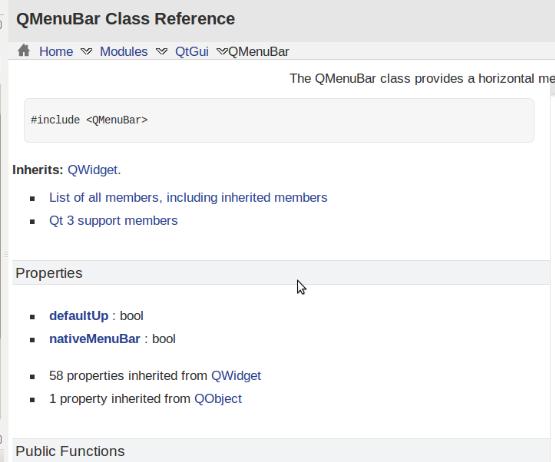 QMenuBar Class Reference
Home Modules QtGui QMenuBar
The QMenuBar class provides a horizontal
#include <QMenuBar>
Inherits: QWidget.
List of all members, including inherited members
Qt 3 support members
Properties
defaultUp : bool
nativeMenuBar : bool
58 properties inherited from QWidget
1 property inherited from QObject
Public Functions